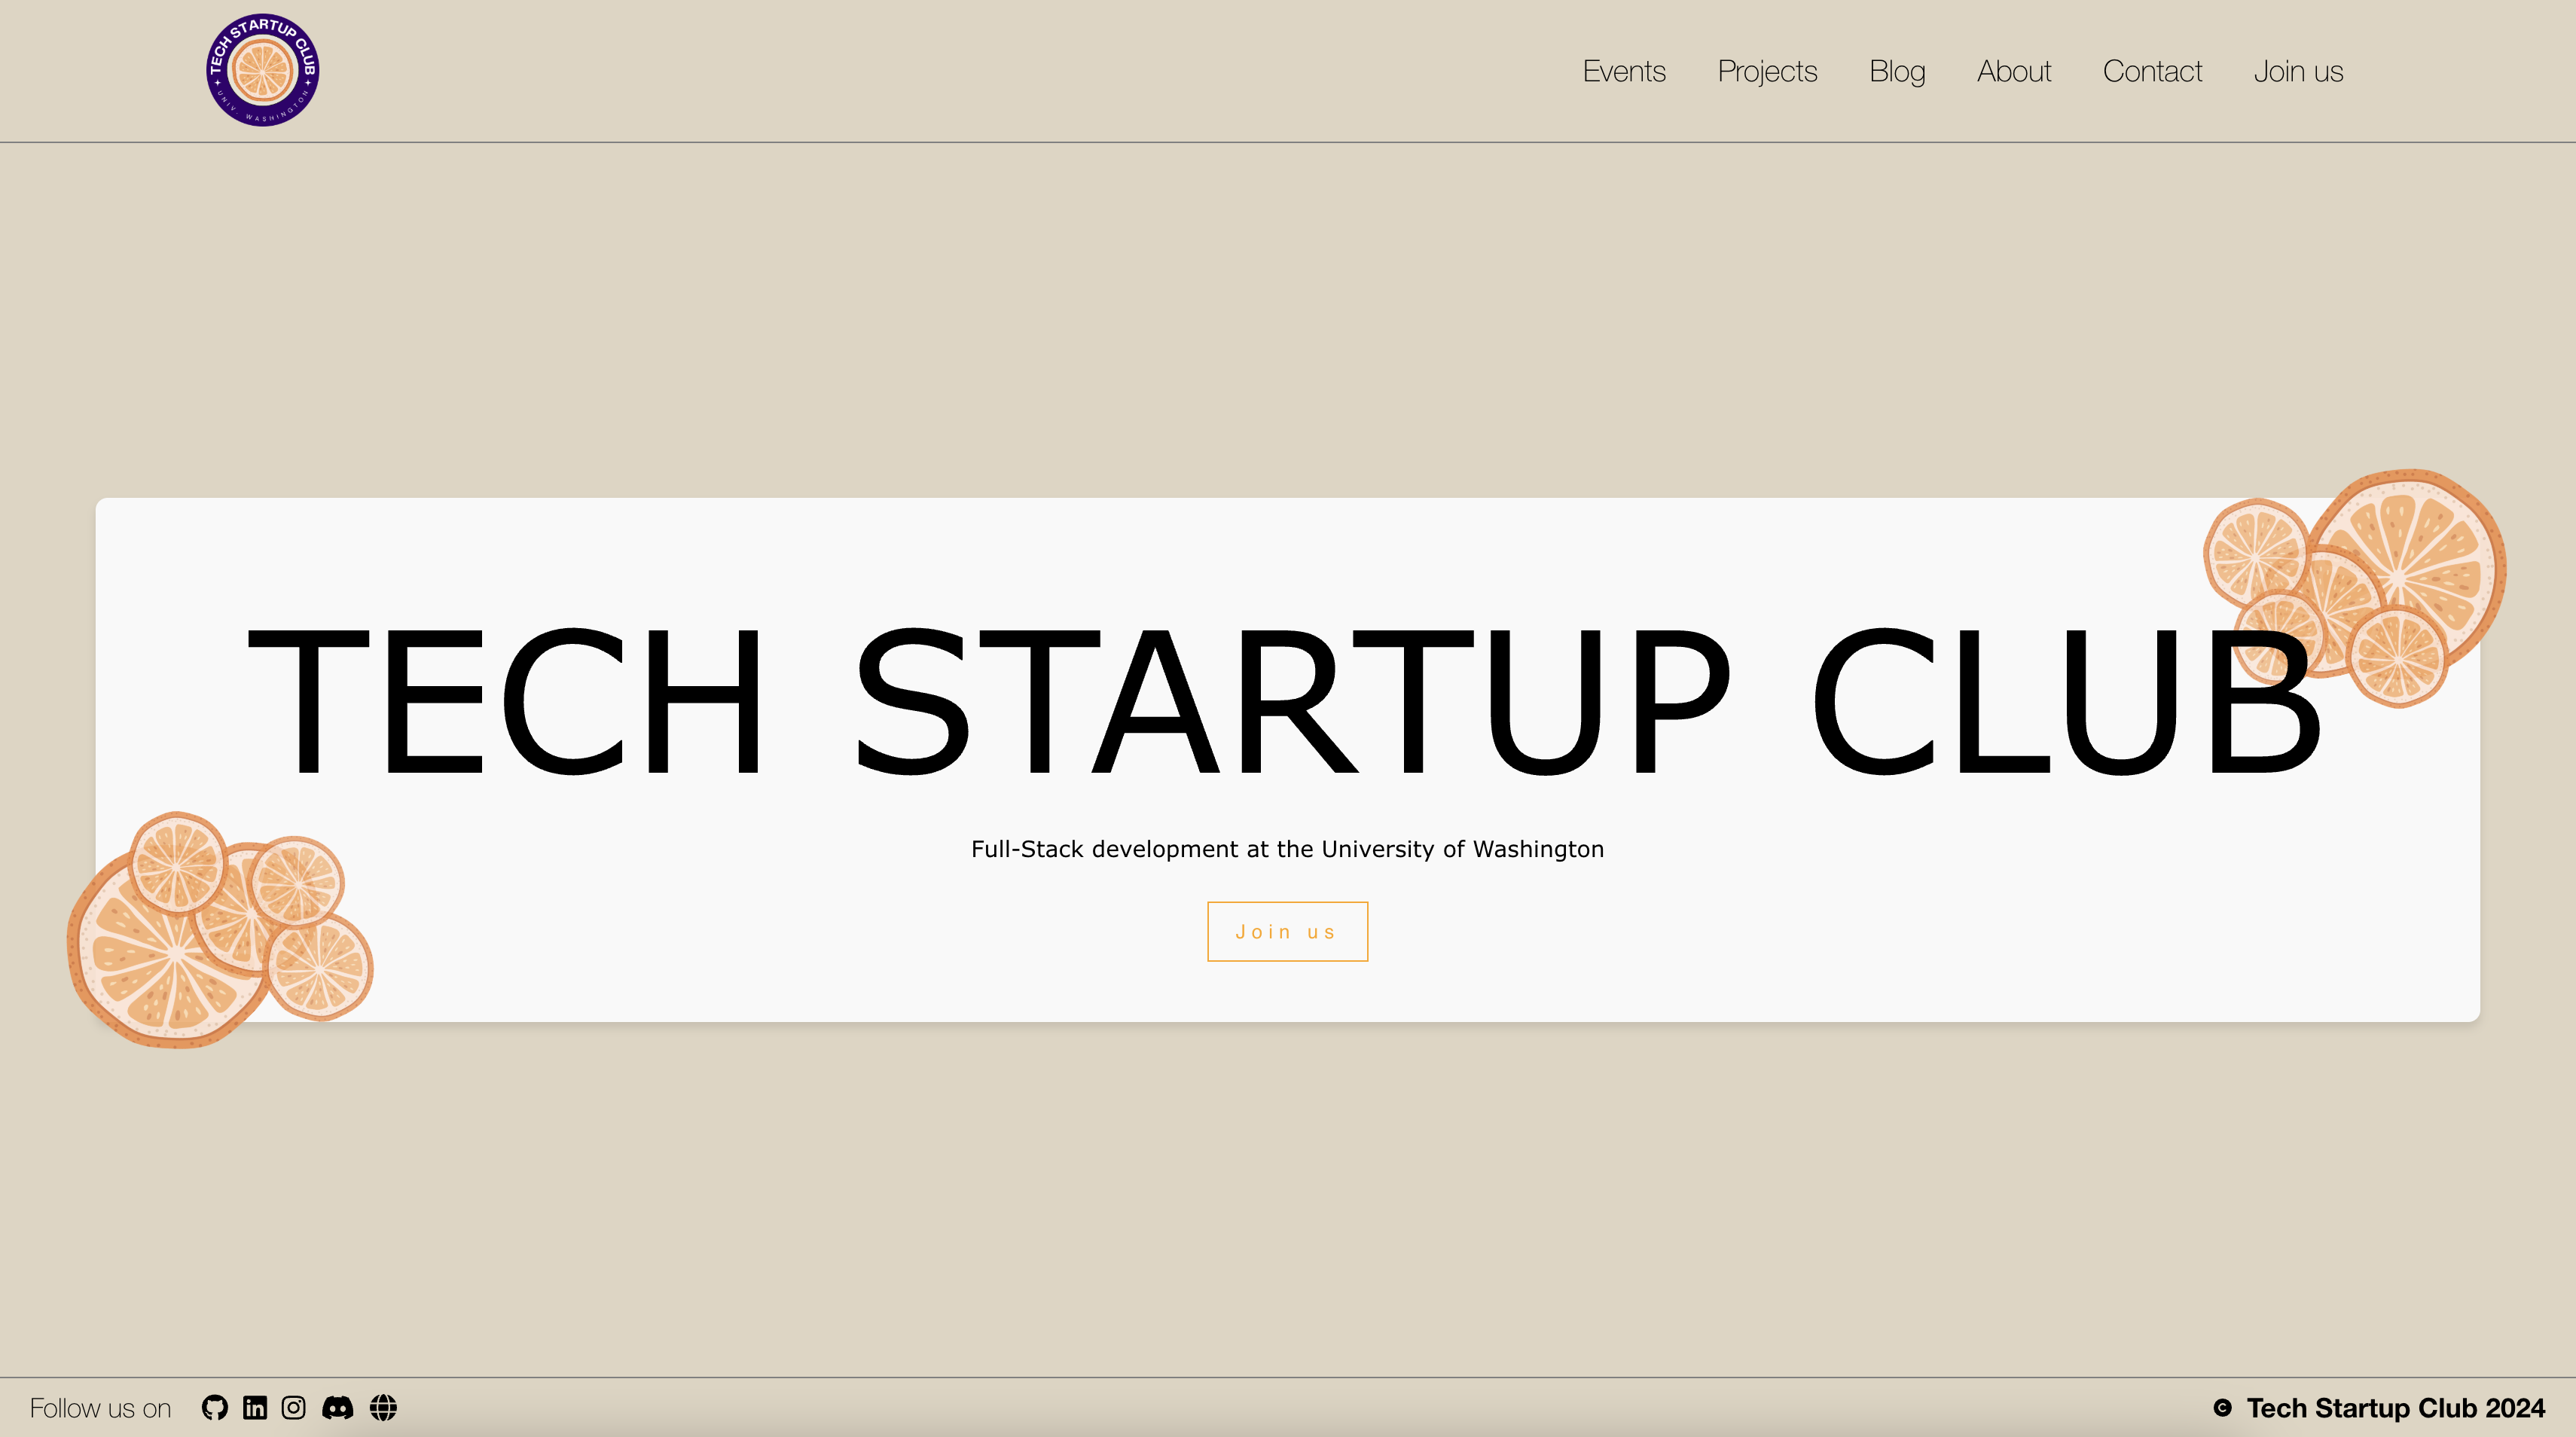 TECH STARTUP CLUB
UNIV. WASHINGTON
Events Projects Blog About Contact Join us
TECH STARTUP CLUB
Full-Stack development at the University of Washington
Join us
Follow us on
© Tech Startup Club 2024